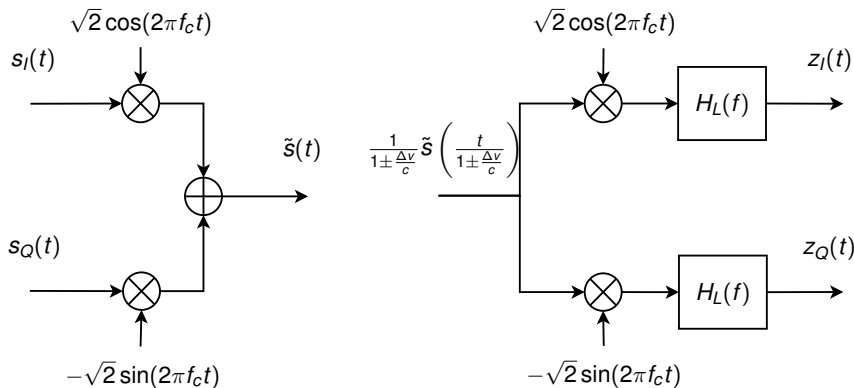 √2 cos(2πf_c t)
s_I(t)
s̃(t)
s_Q(t)
−√2 sin(2πf_c t)
√2 cos(2πf_c t)
z_I(t)
H_L(f)
1/(1±Δv/c) s̃(t/(1±Δv/c))
z_Q(t)
H_L(f)
−√2 sin(2πf_c t)